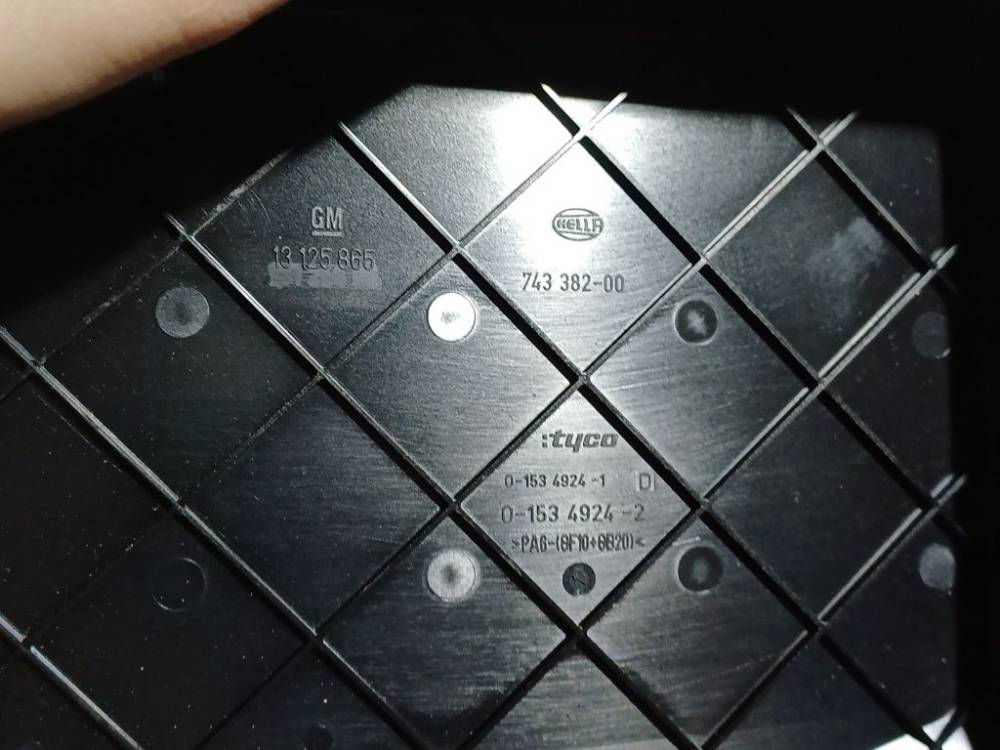 GM
13 125 865
HELLA
743 382-00
:tyco
0-153 4924 -1 D
0-153 4924 -2
>PA6-(GF10+GB20)<